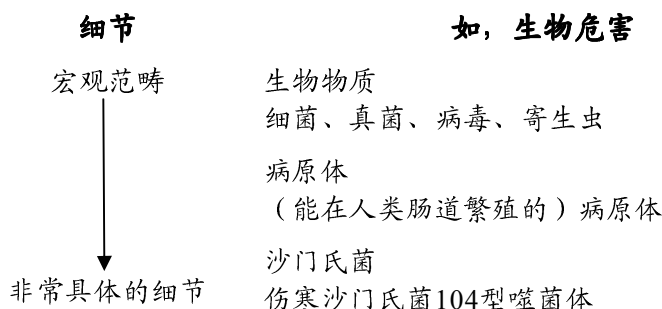 细节 如，生物危害
宏观范畴 生物物质
细菌、真菌、病毒、寄生虫
病原体
（能在人类肠道繁殖的）病原体
沙门氏菌
非常具体的细节 伤寒沙门氏菌104型噬菌体